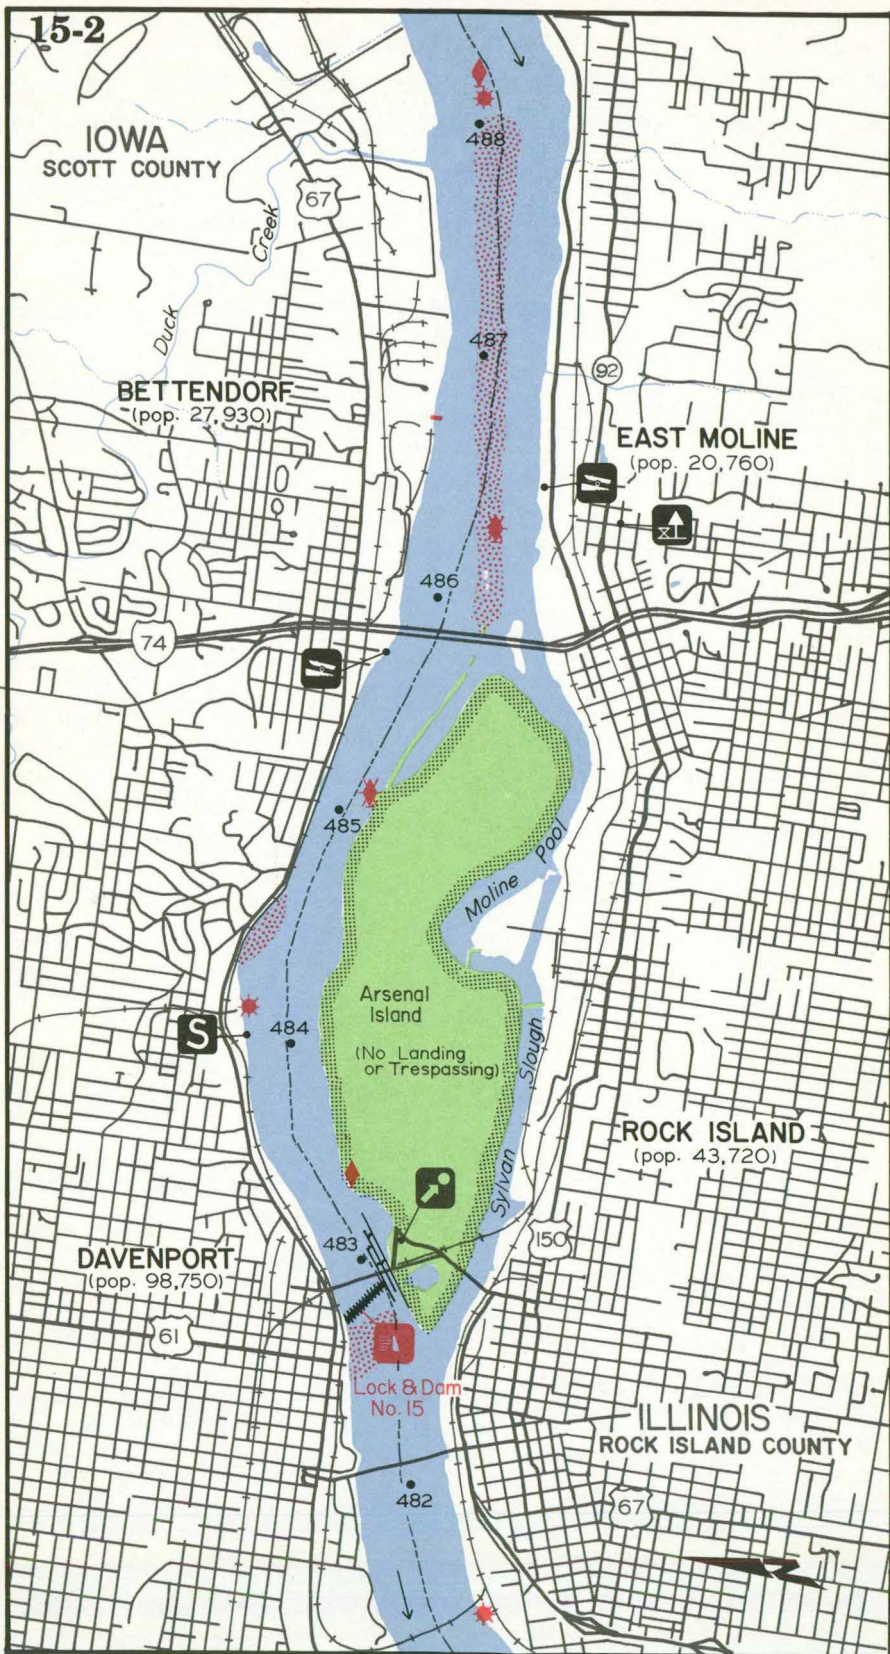 15-2
IOWA
SCOTT COUNTY
488
67
Creek
Duck
487
92
BETTENDORF
(pop. 27,930)
EAST MOLINE
(pop. 20,760)
486
74
485
Moline Pool
Arsenal
Island
(No Landing
or Trespassing)
S
484
Sylvan Slough
ROCK ISLAND
(pop. 43,720)
150
483
DAVENPORT
(pop. 98,750)
61
Lock & Dam
No. 15
ILLINOIS
ROCK ISLAND COUNTY
482
67